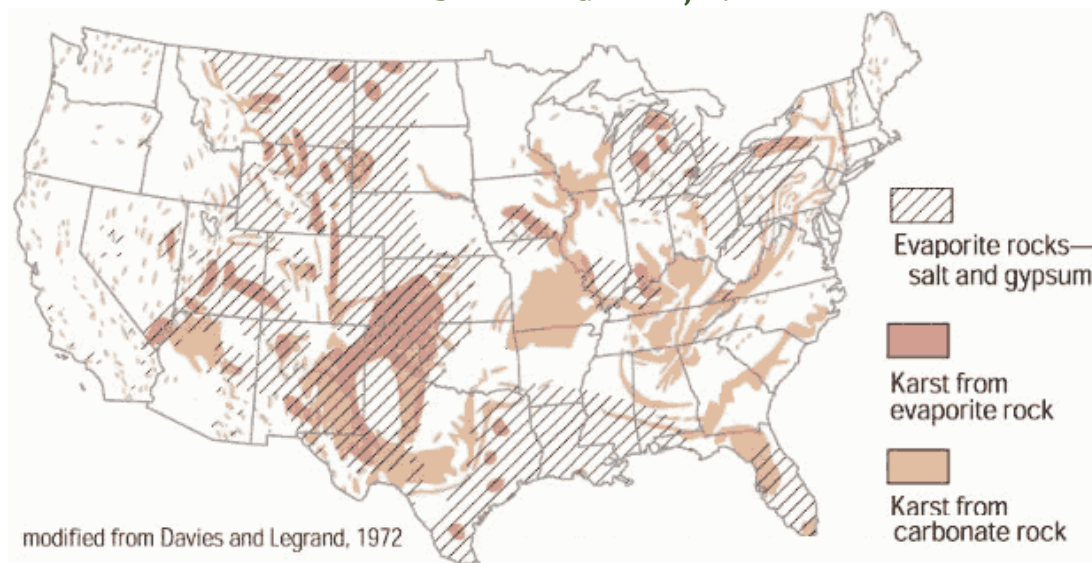 Evaporite rocks—
salt and gypsum
Karst from
evaporite rock
Karst from
carbonate rock
modified from Davies and Legrand, 1972